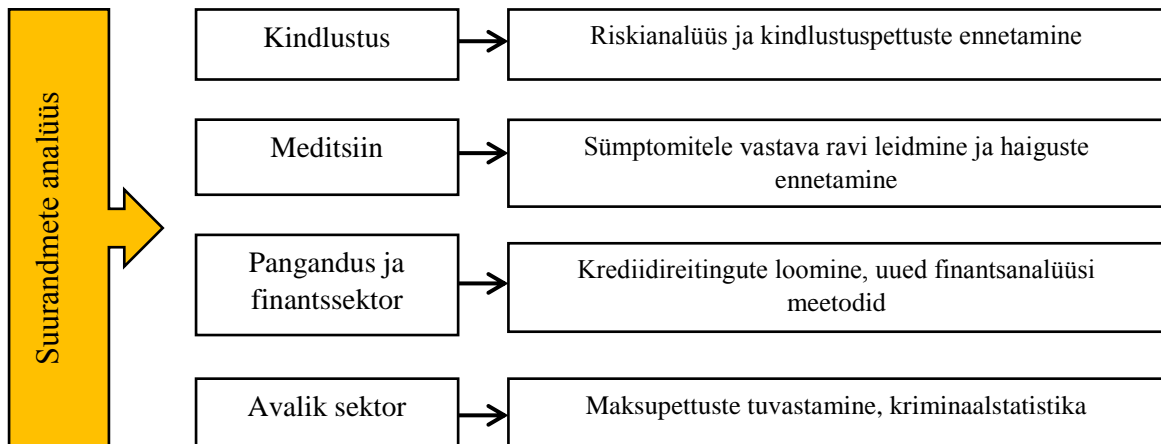 Suurandmete analüüs
Kindlustus
Riskianalüüs ja kindlustuspettuste ennetamine
Meditsiin
Sümptomitele vastava ravi leidmine ja haiguste
ennetamine
Pangandus ja
finantssektor
Krediidireitingute loomine, uued finantsanalüüsi
meetodid
Avalik sektor
Maksupettuste tuvastamine, kriminaalstatistika